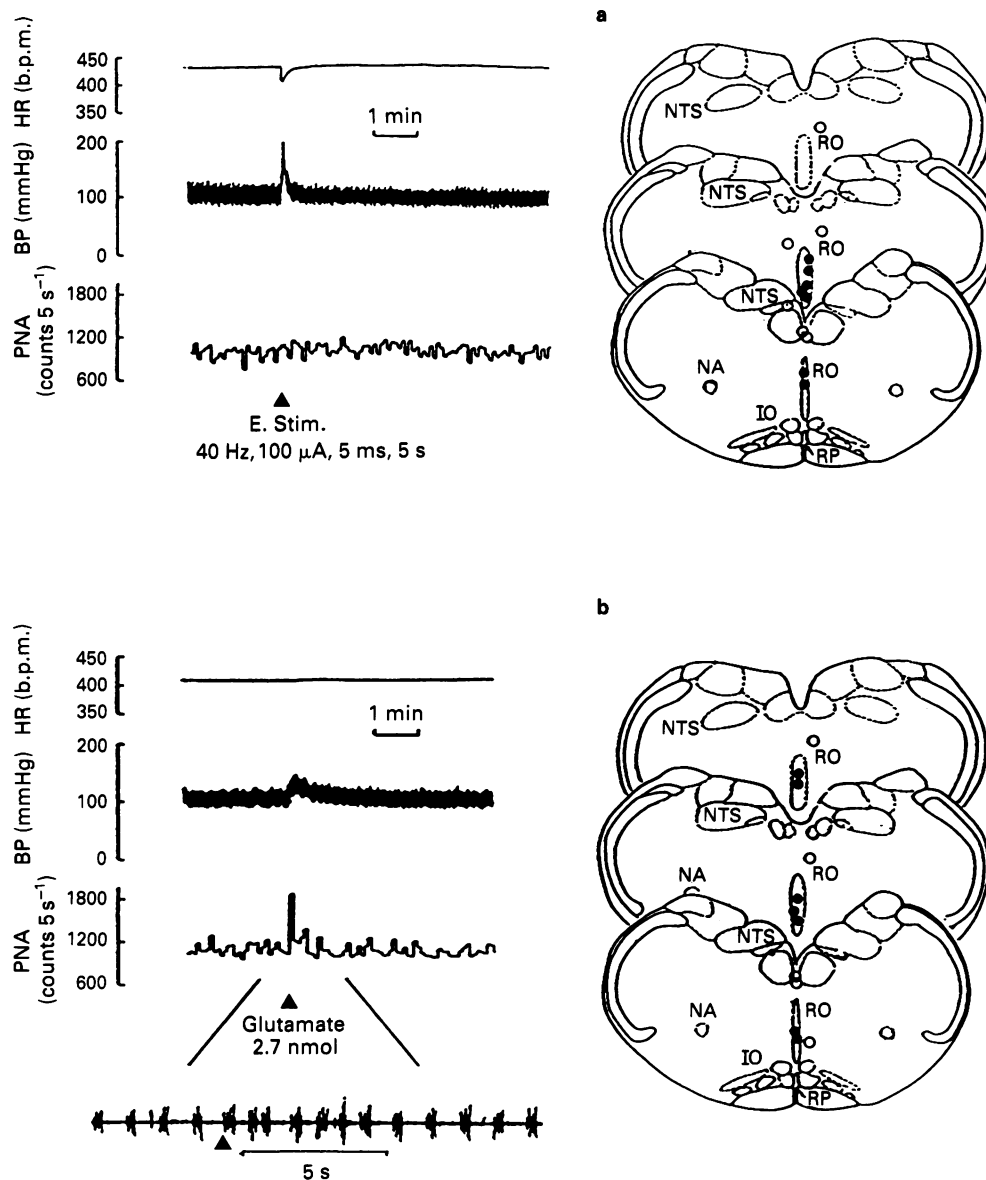 a
HR (b.p.m.)
450
400
350
1 min
BP (mmHg)
200
100
0
PNA
(counts 5 s⁻¹)
1800
1200
600
▲
E. Stim.
40 Hz, 100 μA, 5 ms, 5 s
NTS
RO
NTS
RO
NTS
NA
RO
IO
RP
b
HR (b.p.m.)
450
400
350
1 min
BP (mmHg)
200
100
0
PNA
(counts 5 s⁻¹)
1800
1200
600
▲
Glutamate
2.7 nmol
▲
5 s
NTS
RO
NTS
RO
NA
NTS
NA
RO
IO
RP